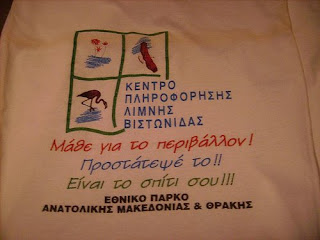 ΚΕΝΤΡΟ
ΠΛΗΡΟΦΟΡΗΣΗΣ
ΛΙΜΝΗΣ
ΒΙΣΤΩΝΙΔΑΣ
Μάθε για το περιβάλλον!
Προστάτεψέ το!!
Είναι το σπίτι σου!!!
ΕΘΝΙΚΟ ΠΑΡΚΟ
ΑΝΑΤΟΛΙΚΗΣ ΜΑΚΕΔΟΝΙΑΣ & ΘΡΑΚΗΣ